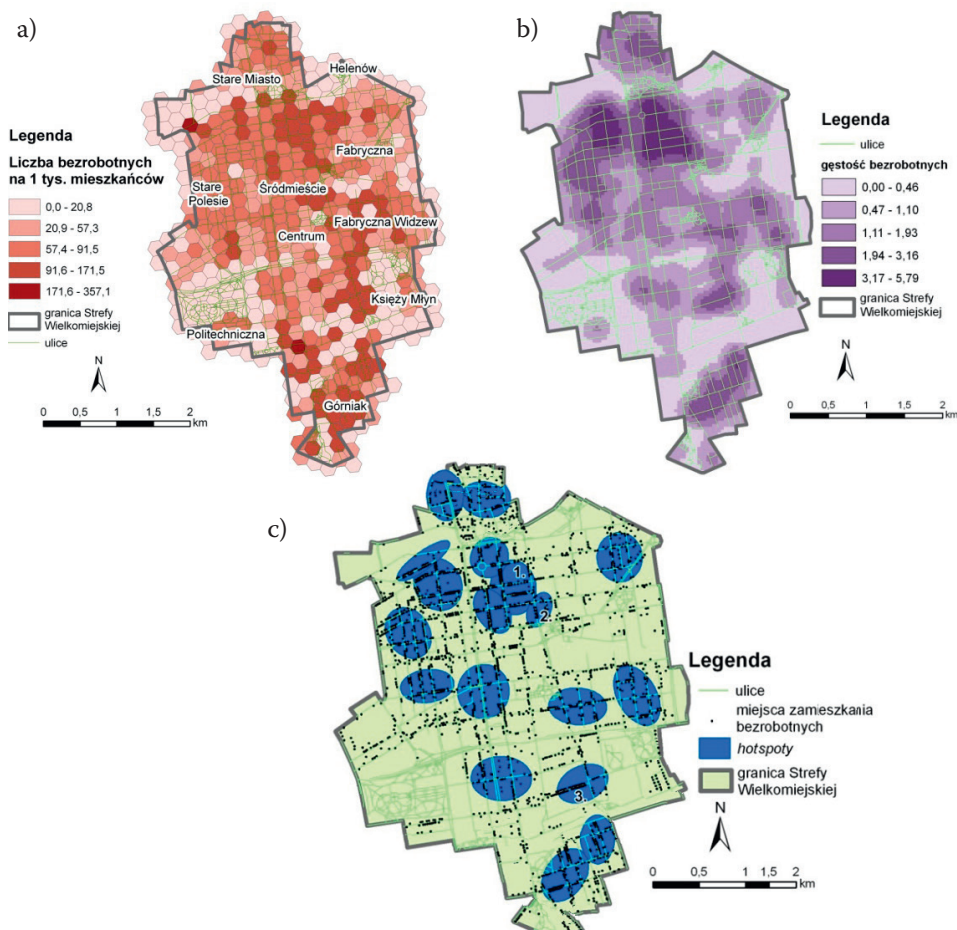 a)
Stare Miasto
Helenów
Fabryczna
Stare
Polesie
Śródmieście
Fabryczna Widzew
Centrum
Księży Młyn
Politechniczna
Górniak
Legenda
Liczba bezrobotnych
na 1 tys. mieszkańców
0,0 - 20,8
20,9 - 57,3
57,4 - 91,5
91,6 - 171,5
171,6 - 357,1
granica Strefy
Wielkomiejskiej
ulice
N
0 0,5 1 1,5 2
km
b)
Legenda
ulice
gęstość bezrobotnych
0,00 - 0,46
0,47 - 1,10
1,11 - 1,93
1,94 - 3,16
3,17 - 5,79
granica Strefy
Wielkomiejskiej
N
0 0,5 1 1,5 2
km
c)
1.
2.
3.
Legenda
ulice
miejsca zamieszkania
bezrobotnych
hotspoty
granica Strefy
Wielkomiejskiej
N
0 0,5 1 1,5 2
km